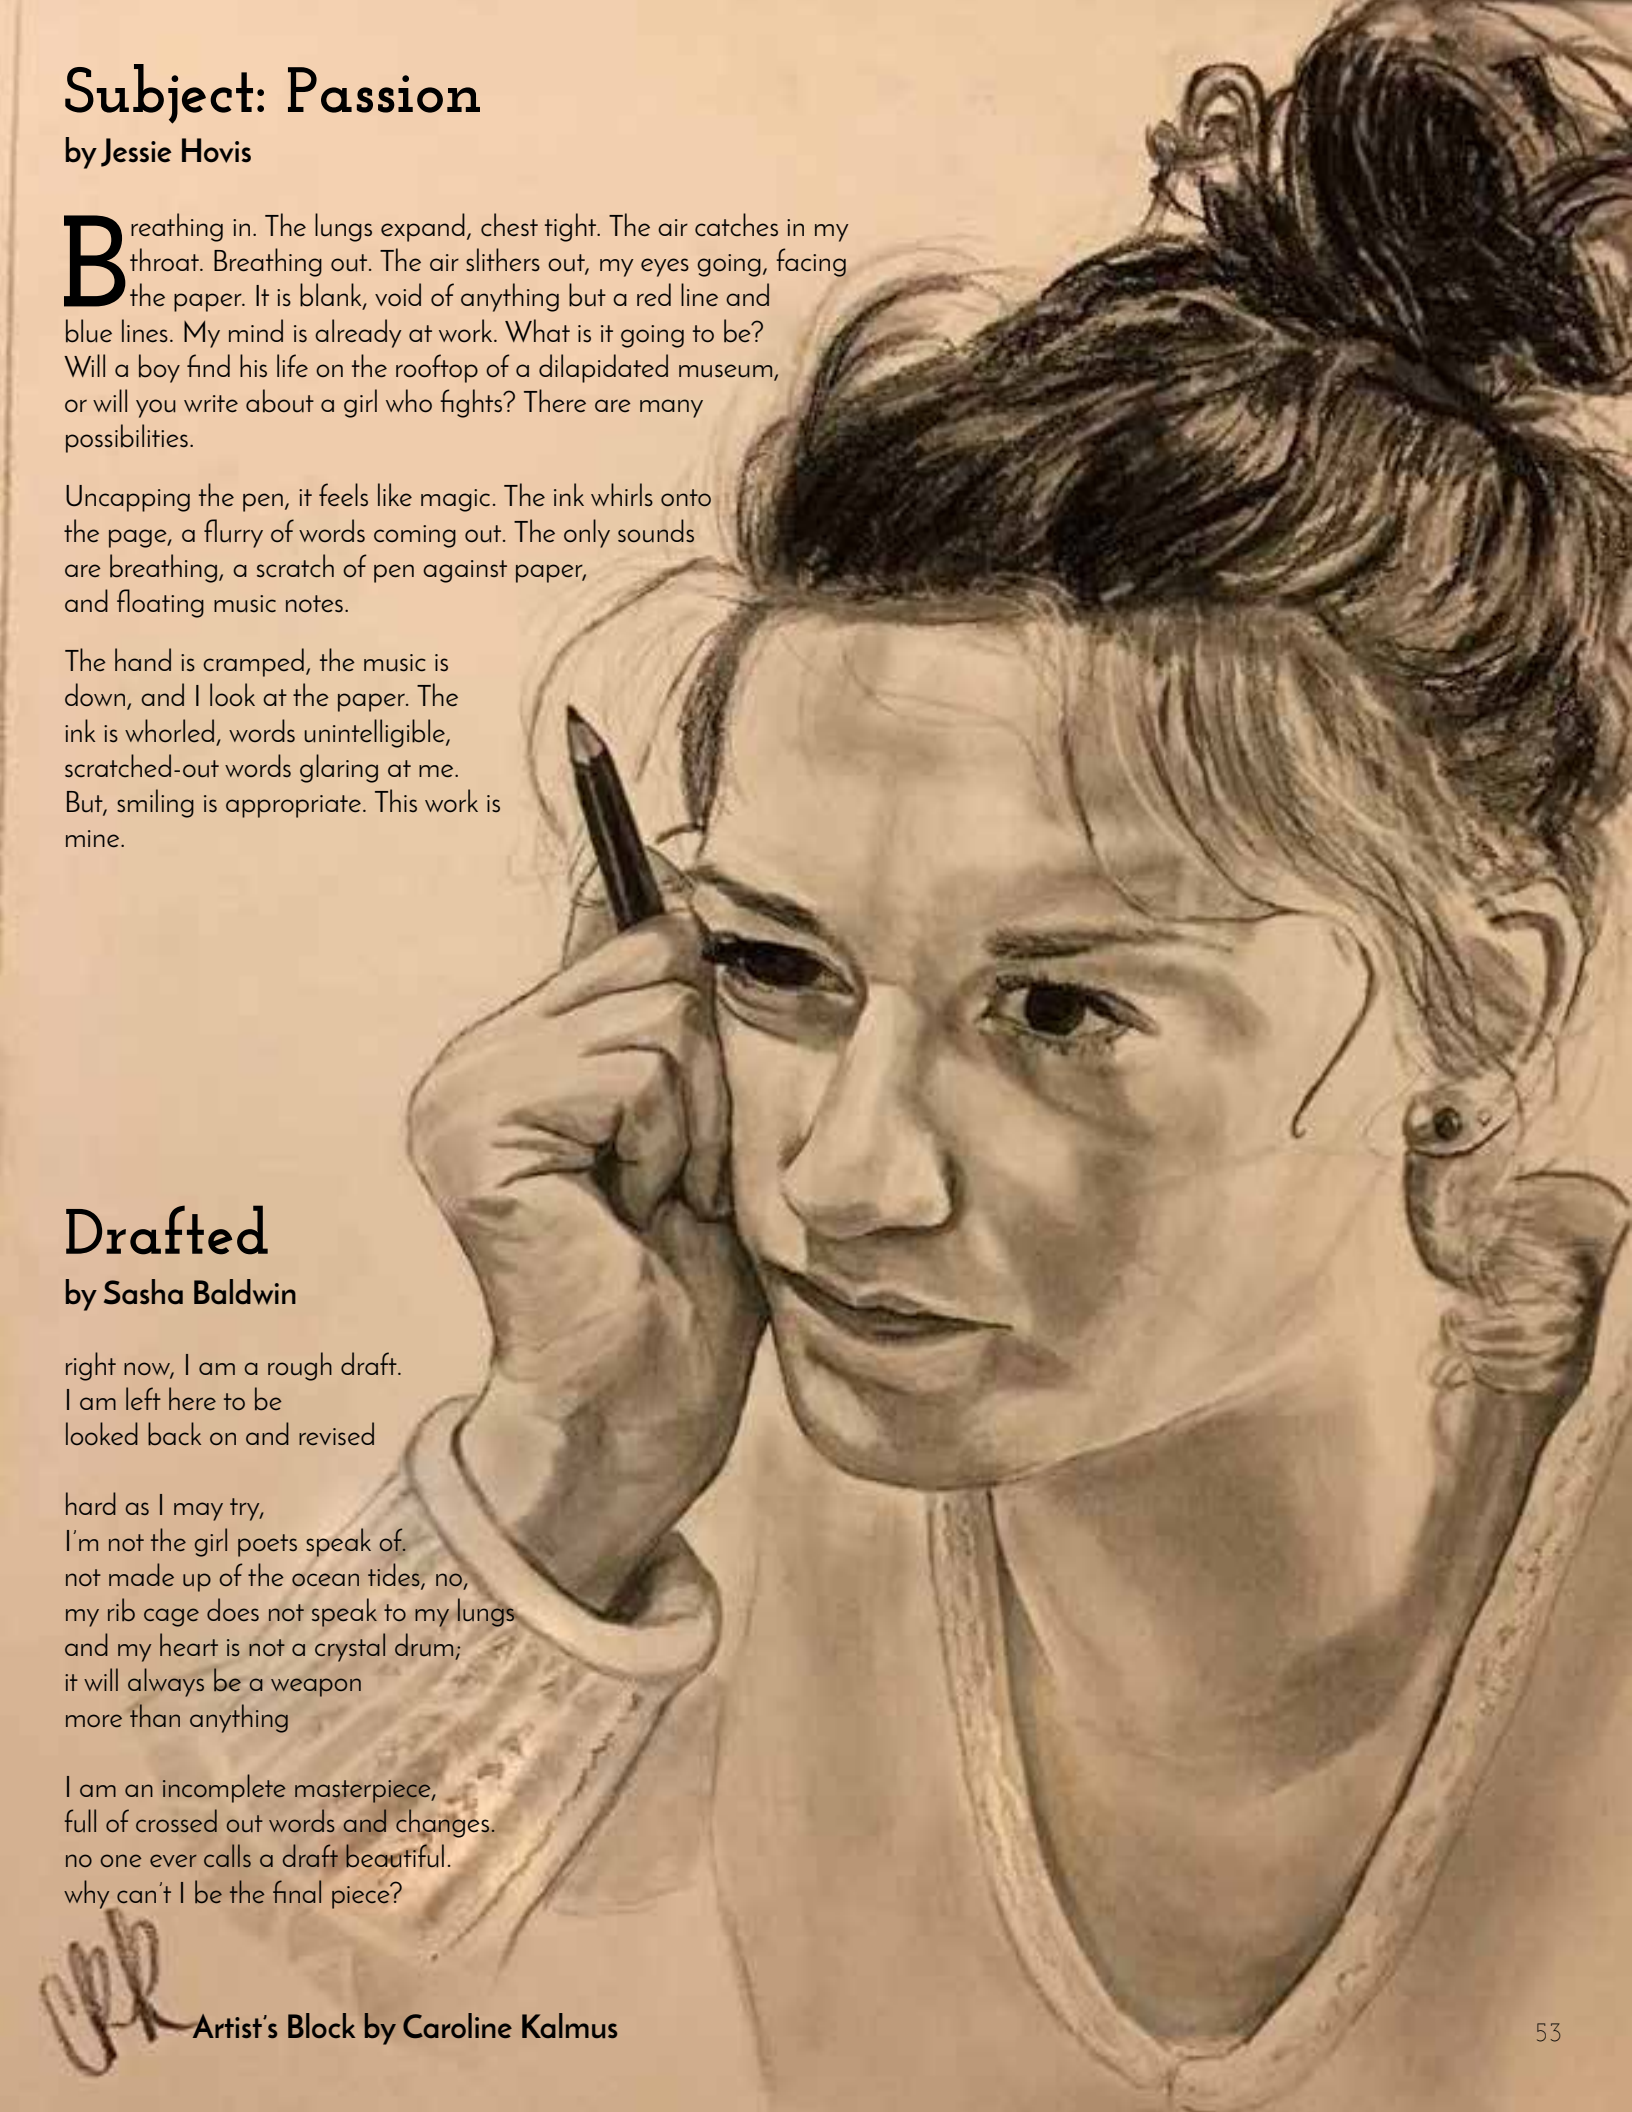 Subject: Passion
by Jessie Hovis
Breathing in. The lungs expand, chest tight. The air catches in my
throat. Breathing out. The air slithers out, my eyes going, facing
the paper. It is blank, void of anything but a red line and
blue lines. My mind is already at work. What is it going to be?
Will a boy find his life on the rooftop of a dilapidated museum,
or will you write about a girl who fights? There are many
possibilities.
Uncapping the pen, it feels like magic. The ink whirls onto
the page, a flurry of words coming out. The only sounds
are breathing, a scratch of pen against paper,
and floating music notes.
The hand is cramped, the music is
down, and I look at the paper. The
ink is whorled, words unintelligible,
scratched-out words glaring at me.
But, smiling is appropriate. This work is
mine.
Drafted
by Sasha Baldwin
right now, I am a rough draft.
I am left here to be
looked back on and revised
hard as I may try,
I'm not the girl poets speak of.
not made up of the ocean tides, no,
my rib cage does not speak to my lungs
and my heart is not a crystal drum;
it will always be a weapon
more than anything
I am an incomplete masterpiece,
full of crossed out words and changes.
no one ever calls a draft beautiful.
why can't I be the final piece?
Artist's Block by Caroline Kalmus
53